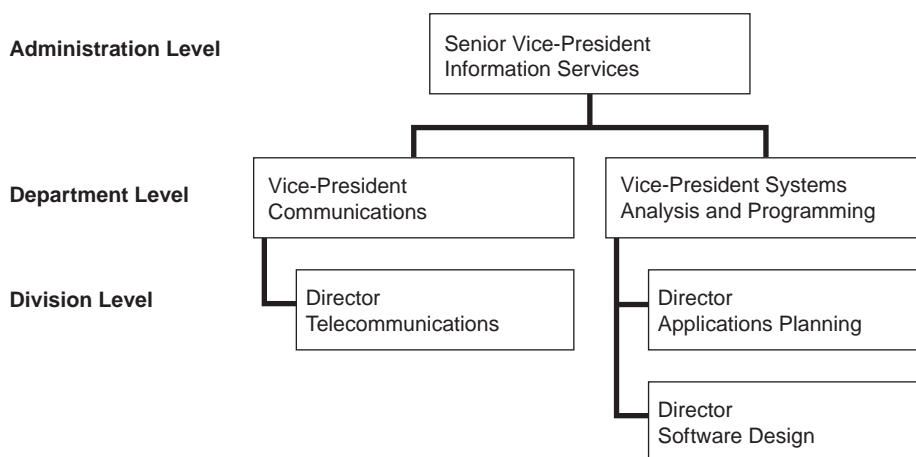 Administration Level
Senior Vice-President
Information Services
Department Level
Vice-President
Communications
Vice-President Systems
Analysis and Programming
Division Level
Director
Telecommunications
Director
Applications Planning
Director
Software Design